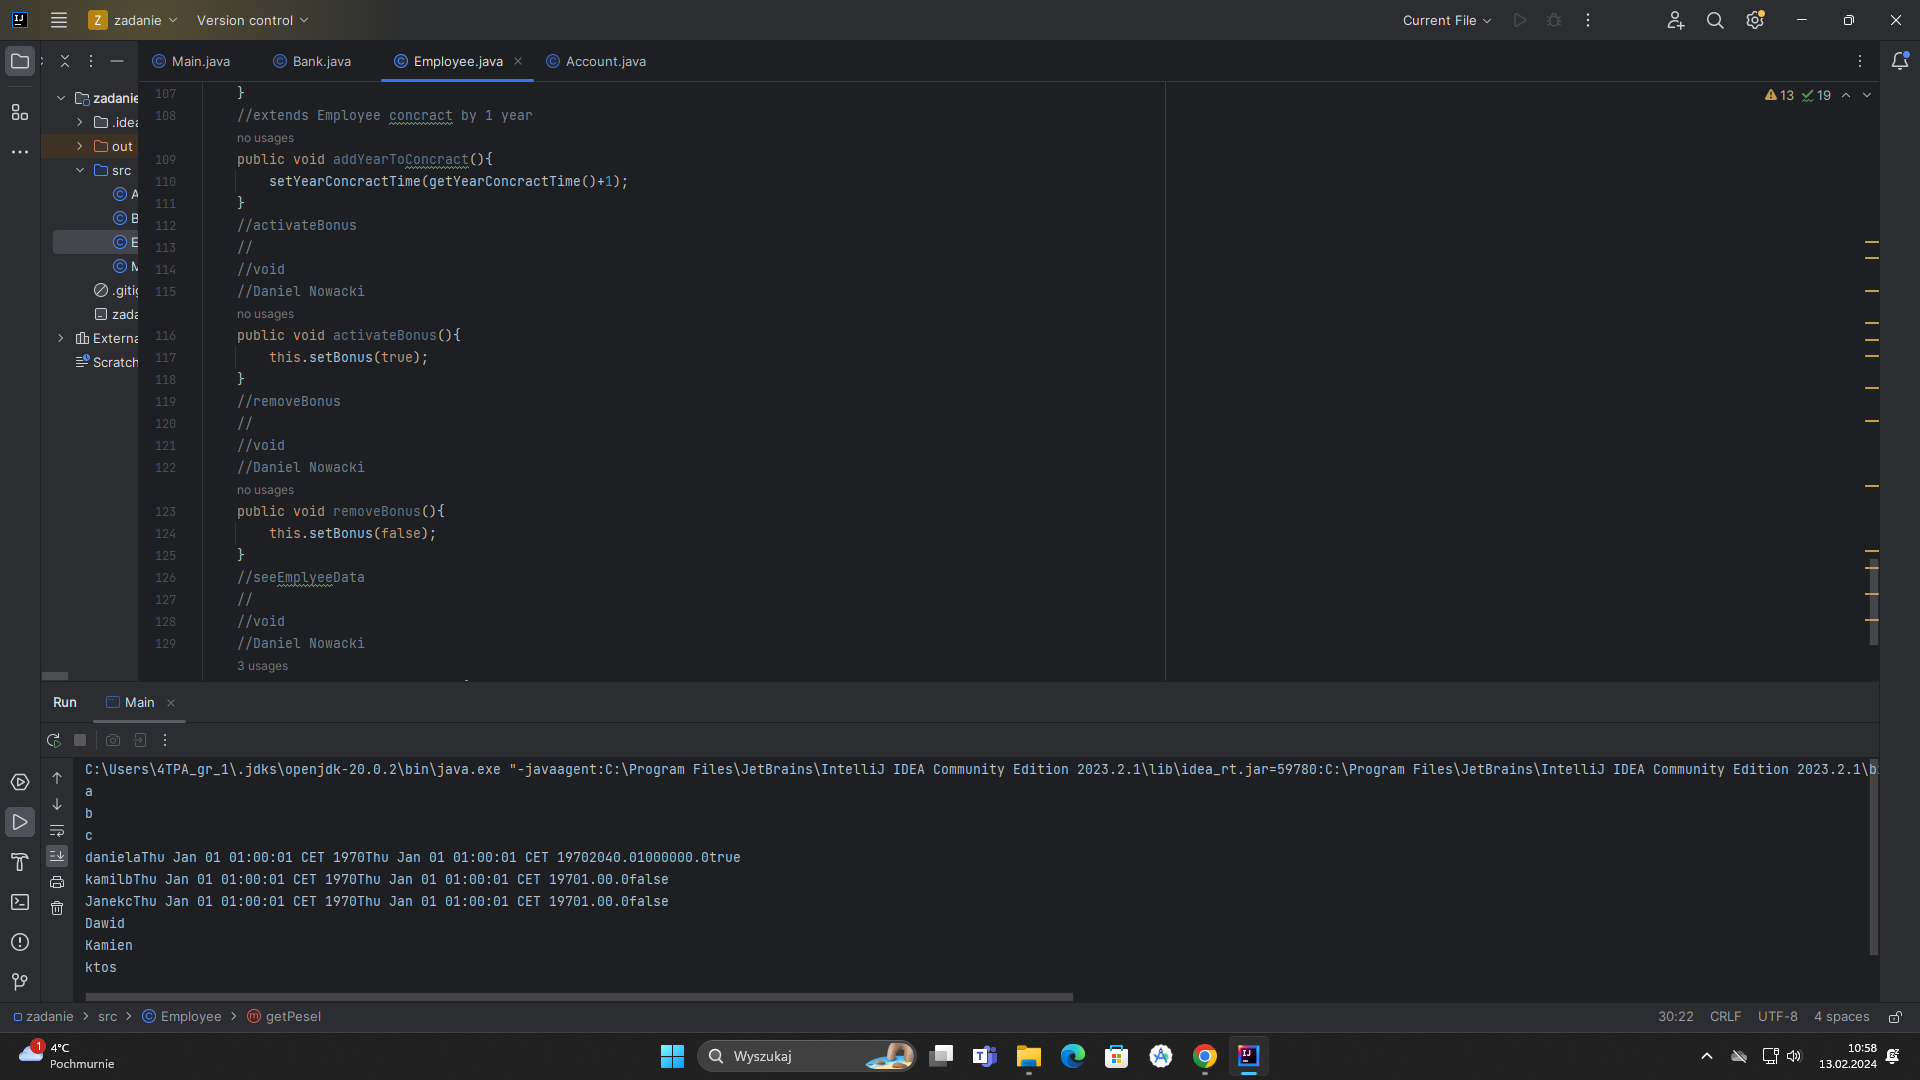 Z zadanie Version control Current File
Main.java Bank.java Employee.java Account.java
zadanie
.idea
out
src
A
B
E
M
.gitig
zada
Externa
Scratch
13 19
107 }
108 //extends Employee concract by 1 year
no usages
109 public void addYearToConcract(){
110 setYearConcractTime(getYearConcractTime()+1);
111 }
112 //activateBonus
113 //
114 //void
115 //Daniel Nowacki
no usages
116 public void activateBonus(){
117 this.setBonus(true);
118 }
119 //removeBonus
120 //
121 //void
122 //Daniel Nowacki
no usages
123 public void removeBonus(){
124 this.setBonus(false);
125 }
126 //seeEmplyeeData
127 //
128 //void
129 //Daniel Nowacki
3 usages
Run Main
C:\Users\4TPA_gr_1\.jdks\openjdk-20.0.2\bin\java.exe "-javaagent:C:\Program Files\JetBrains\IntelliJ IDEA Community Edition 2023.2.1\lib\idea_rt.jar=59780:C:\Program Files\JetBrains\IntelliJ IDEA Community Edition 2023.2.1\b
a
b
c
danielaThu Jan 01 01:00:01 CET 1970Thu Jan 01 01:00:01 CET 19702040.01000000.0true
kamilbThu Jan 01 01:00:01 CET 1970Thu Jan 01 01:00:01 CET 19701.00.0false
JanekcThu Jan 01 01:00:01 CET 1970Thu Jan 01 01:00:01 CET 19701.00.0false
Dawid
Kamien
ktos
zadanie > src > Employee > getPesel 30:22 CRLF UTF-8 4 spaces
1 4°C
Pochmurnie
Wyszukaj
10:58
13.02.2024